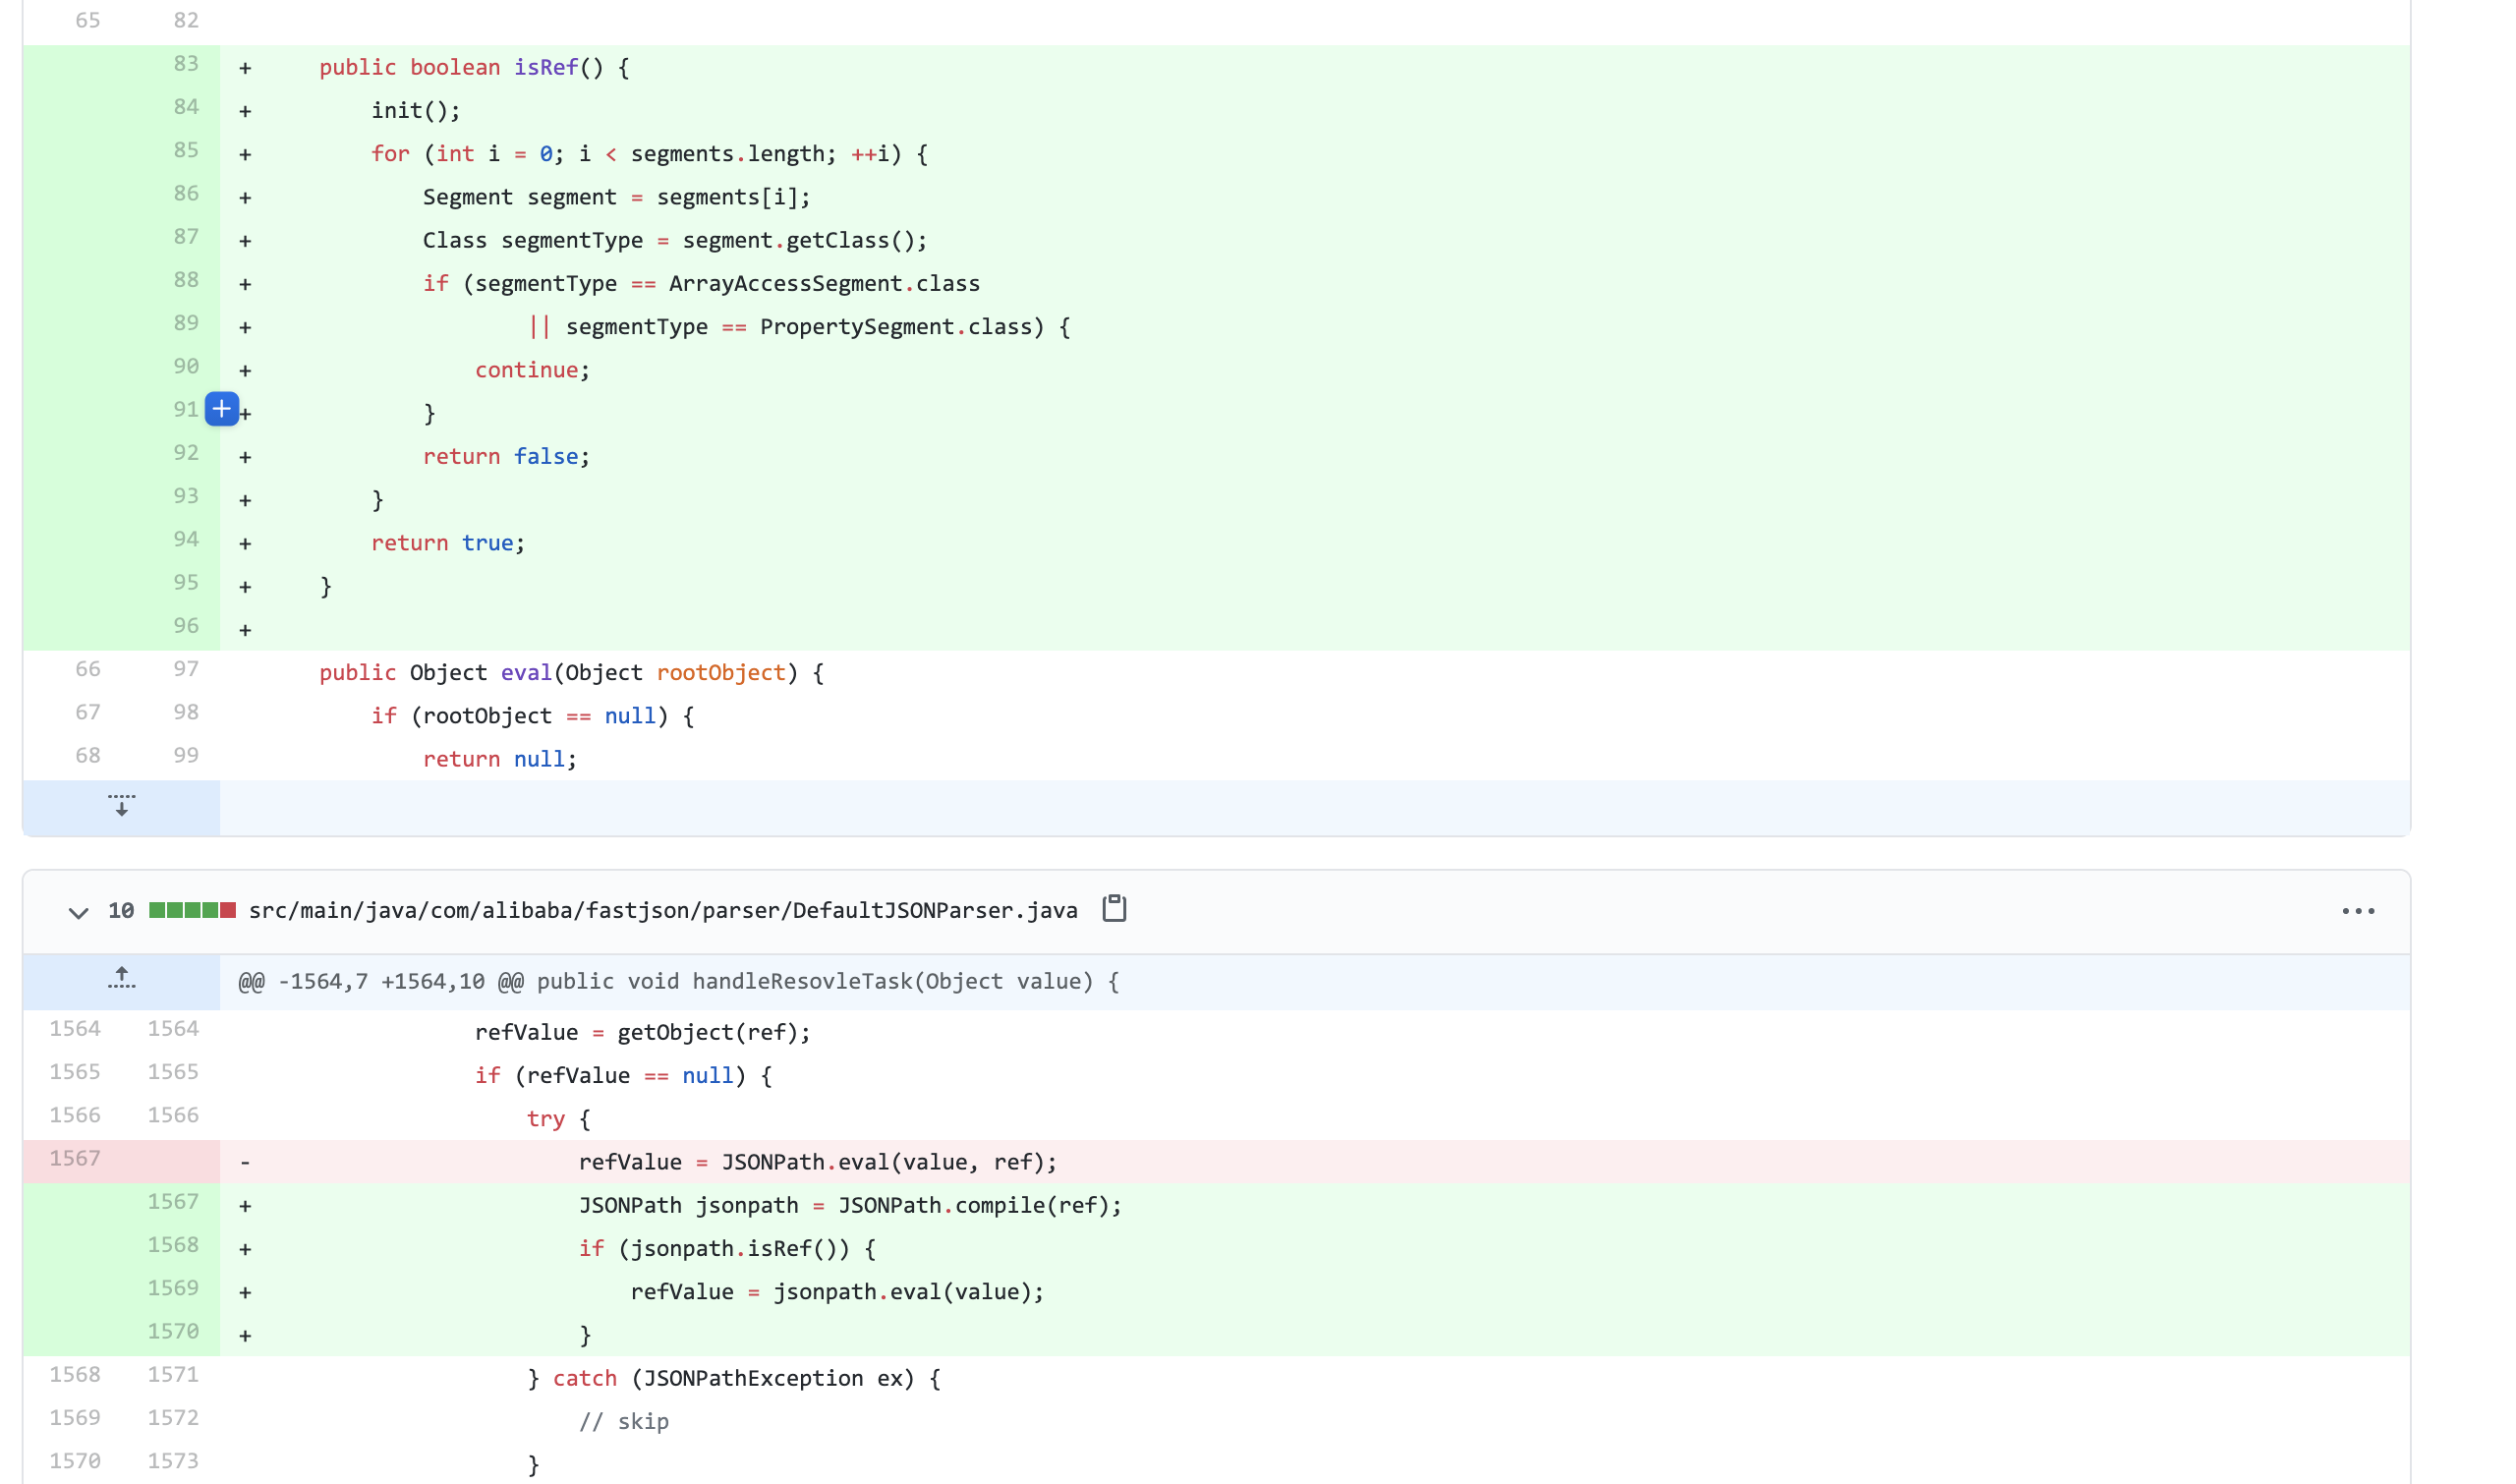 65 82
83 + public boolean isRef() {
84 + init();
85 + for (int i = 0; i < segments.length; ++i) {
86 + Segment segment = segments[i];
87 + Class segmentType = segment.getClass();
88 + if (segmentType == ArrayAccessSegment.class
89 + || segmentType == PropertySegment.class) {
90 + continue;
91 + }
92 + return false;
93 + }
94 + return true;
95 + }
96 +
66 97 public Object eval(Object rootObject) {
67 98 if (rootObject == null) {
68 99 return null;
10 src/main/java/com/alibaba/fastjson/parser/DefaultJSONParser.java
@@ -1564,7 +1564,10 @@ public void handleResovleTask(Object value) {
1564 1564 refValue = getObject(ref);
1565 1565 if (refValue == null) {
1566 1566 try {
1567 - refValue = JSONPath.eval(value, ref);
1567 + JSONPath jsonpath = JSONPath.compile(ref);
1568 + if (jsonpath.isRef()) {
1569 + refValue = jsonpath.eval(value);
1570 + }
1568 1571 } catch (JSONPathException ex) {
1569 1572 // skip
1570 1573 }